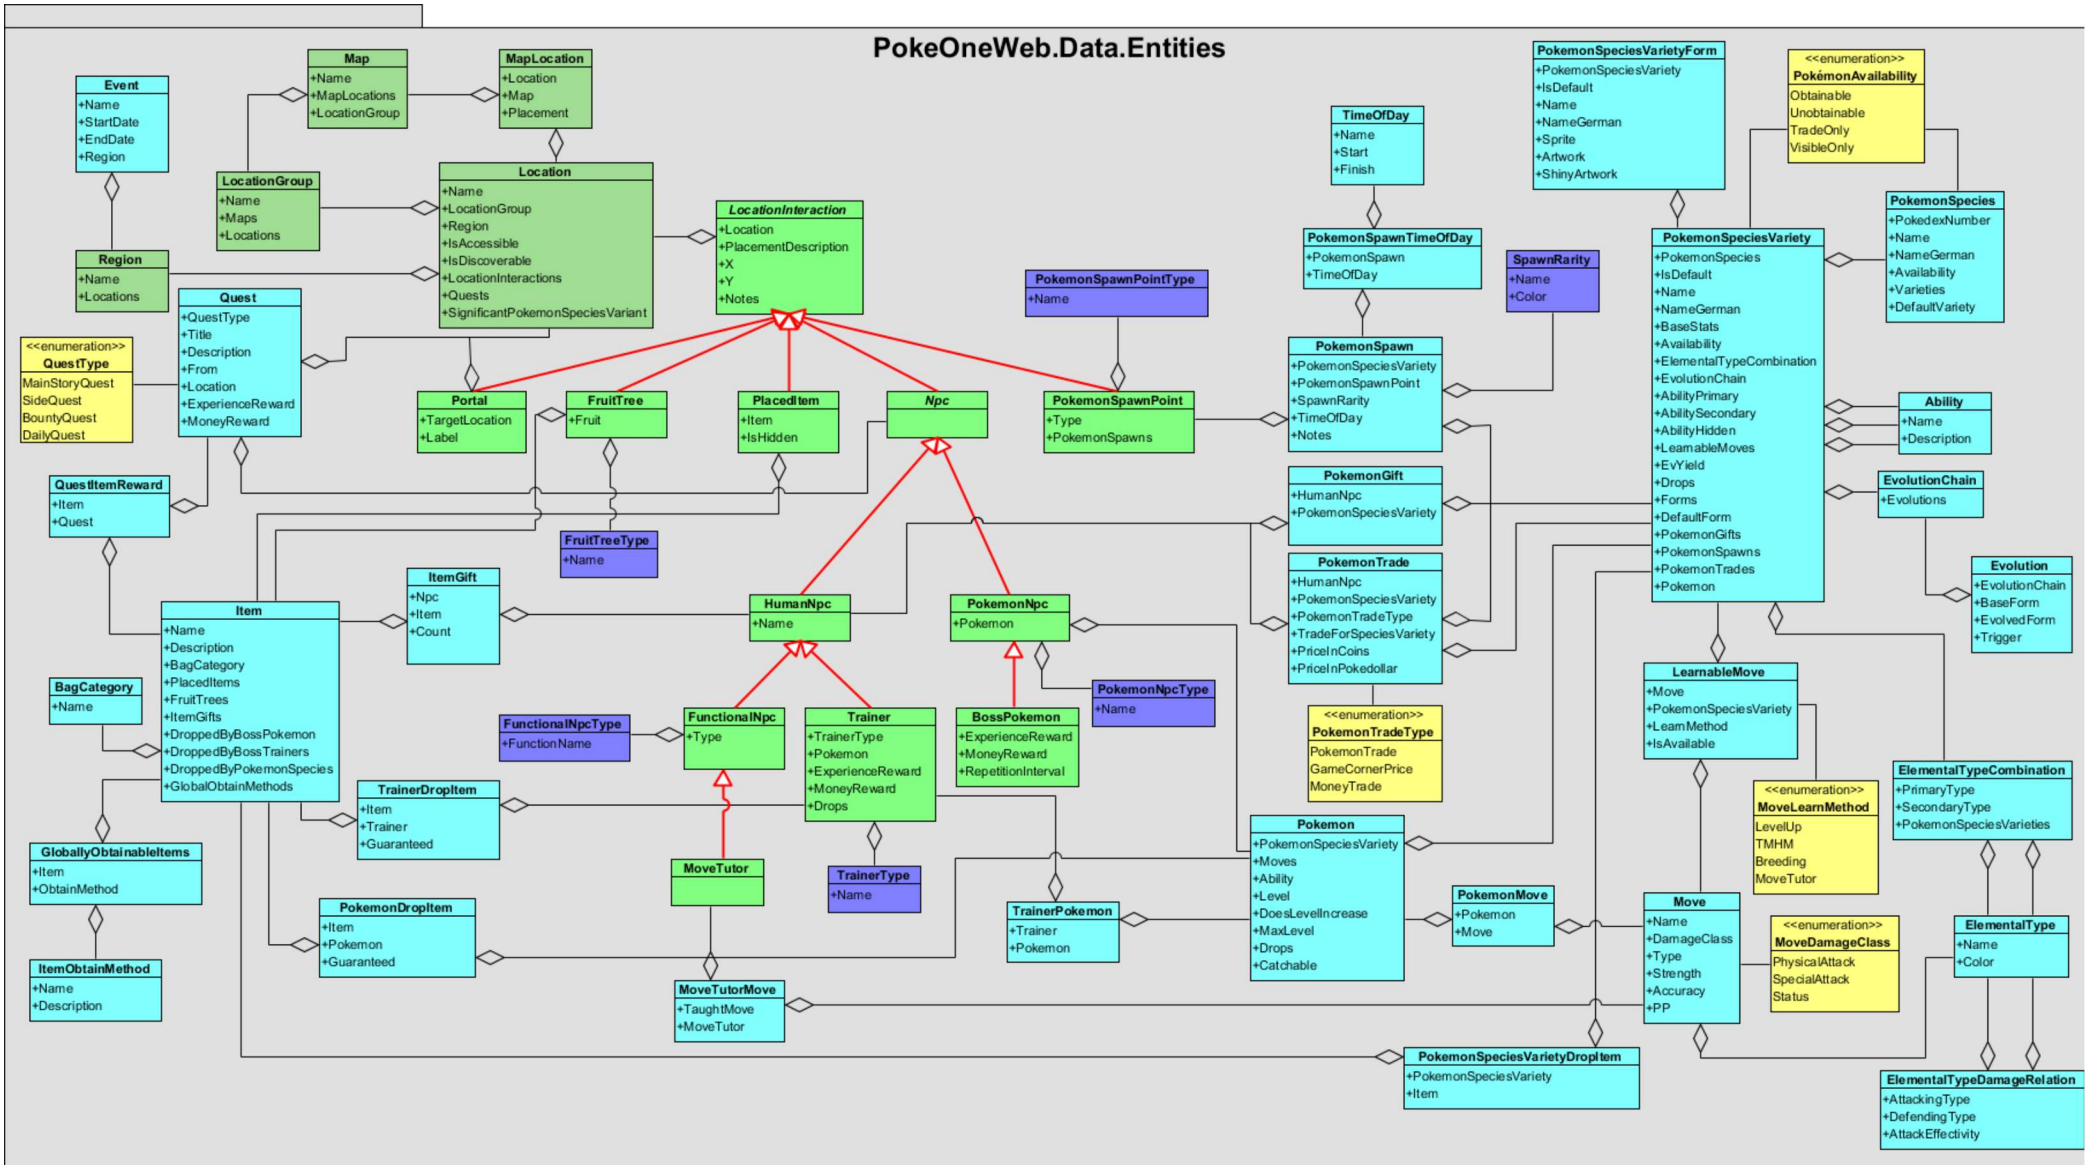 PokeOneWeb.Data.Entities
Event
+Name
+StartDate
+EndDate
+Region
Map
+Name
+MapLocations
+LocationGroup
MapLocation
+Location
+Map
+Placement
LocationGroup
+Name
+Maps
+Locations
Region
+Name
+Locations
Location
+Name
+LocationGroup
+Region
+IsAccessible
+IsDiscoverable
+LocationInteractions
+Quests
+SignificantPokemonSpeciesVariant
LocationInteraction
+Location
+PlacementDescription
+X
+Y
+Notes
Quest
+QuestType
+Title
+Description
+From
+Location
+ExperienceReward
+MoneyReward
<<enumeration>>
QuestType
MainStoryQuest
SideQuest
BountyQuest
DailyQuest
QuestItemReward
+Item
+Quest
Portal
+TargetLocation
+Label
FruitTree
+Fruit
PlacedItem
+Item
+IsHidden
Npc
PokemonSpawnPoint
+Type
+PokemonSpawns
PokemonSpawnPointType
+Name
FruitTreeType
+Name
TimeOfDay
+Name
+Start
+Finish
PokemonSpawnTimeOfDay
+PokemonSpawn
+TimeOfDay
SpawnRarity
+Name
+Color
PokemonSpawn
+PokemonSpeciesVariety
+PokemonSpawnPoint
+SpawnRarity
+TimeOfDay
+Notes
PokemonGift
+HumanNpc
+PokemonSpeciesVariety
PokemonTrade
+HumanNpc
+PokemonSpeciesVariety
+PokemonTradeType
+TradeForSpeciesVariety
+PriceInCoins
+PriceInPokedollar
<<enumeration>>
PokemonTradeType
PokemonTrade
GameCornerPrice
MoneyTrade
PokemonSpeciesVarietyForm
+PokemonSpeciesVariety
+IsDefault
+Name
+NameGerman
+Sprite
+Artwork
+ShinyArtwork
<<enumeration>>
PokémonAvailability
Obtainable
Unobtainable
TradeOnly
VisibleOnly
PokemonSpecies
+PokedexNumber
+Name
+NameGerman
+Availability
+Varieties
+DefaultVariety
PokemonSpeciesVariety
+PokemonSpecies
+IsDefault
+Name
+NameGerman
+BaseStats
+Availability
+ElementalTypeCombination
+EvolutionChain
+AbilityPrimary
+AbilitySecondary
+AbilityHidden
+LearnableMoves
+EvYield
+Drops
+Forms
+DefaultForm
+PokemonGifts
+PokemonSpawns
+PokemonTrades
+Pokemon
Ability
+Name
+Description
EvolutionChain
+Evolutions
Evolution
+EvolutionChain
+BaseForm
+EvolvedForm
+Trigger
Item
+Name
+Description
+BagCategory
+PlacedItems
+FruitTrees
+ItemGifts
+DroppedByBossPokemon
+DroppedByBossTrainers
+DroppedByPokemonSpecies
+GlobalObtainMethods
ItemGift
+Npc
+Item
+Count
BagCategory
+Name
HumanNpc
+Name
PokemonNpc
+Pokemon
PokemonNpcType
+Name
FunctionalNpcType
+FunctionName
FunctionalNpc
+Type
Trainer
+TrainerType
+Pokemon
+ExperienceReward
+MoneyReward
+Drops
BossPokemon
+ExperienceReward
+MoneyReward
+RepetitionInterval
TrainerDropItem
+Item
+Trainer
+Guaranteed
GloballyObtainableItems
+Item
+ObtainMethod
ItemObtainMethod
+Name
+Description
PokemonDropItem
+Item
+Pokemon
+Guaranteed
MoveTutor
TrainerType
+Name
MoveTutorMove
+TaughtMove
+MoveTutor
TrainerPokemon
+Trainer
+Pokemon
Pokemon
+PokemonSpeciesVariety
+Moves
+Ability
+Level
+DoesLevelIncrease
+MaxLevel
+Drops
+Catchable
PokemonMove
+Pokemon
+Move
LearnableMove
+Move
+PokemonSpeciesVariety
+LearnMethod
+IsAvailable
<<enumeration>>
MoveLearnMethod
LevelUp
TMHM
Breeding
MoveTutor
ElementalTypeCombination
+PrimaryType
+SecondaryType
+PokemonSpeciesVarieties
Move
+Name
+DamageClass
+Type
+Strength
+Accuracy
+PP
<<enumeration>>
MoveDamageClass
PhysicalAttack
SpecialAttack
Status
ElementalType
+Name
+Color
PokemonSpeciesVarietyDropItem
+PokemonSpeciesVariety
+Item
ElementalTypeDamageRelation
+AttackingType
+DefendingType
+AttackEffectivity